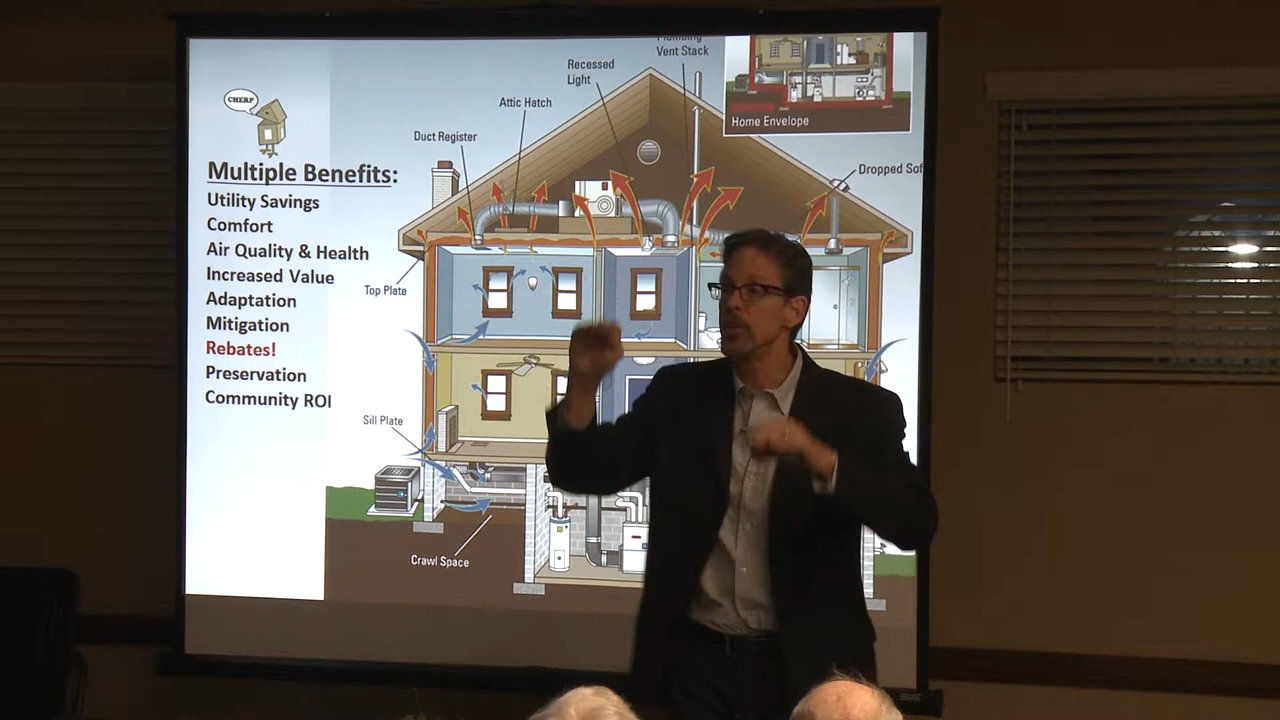 CHERP
Multiple Benefits:
Utility Savings
Comfort
Air Quality & Health
Increased Value
Adaptation
Mitigation
Rebates!
Preservation
Community ROI
Vent Stack
Recessed
Light
Attic Hatch
Duct Register
Home Envelope
Dropped Sof
Top Plate
Sill Plate
Crawl Space